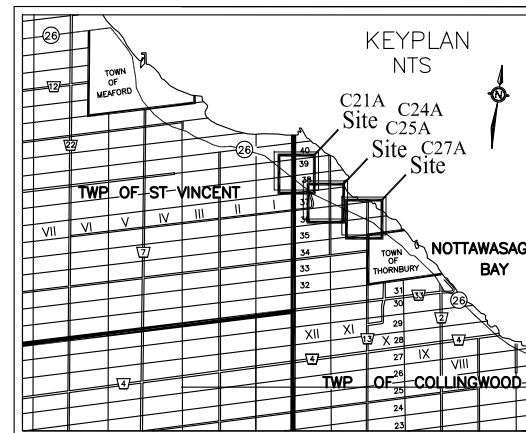 KEYPLAN
NTS
N
26
TOWN
OF
MEAFORD
12
22
26
C21A
Site
C24A
C25A
Site
C27A
Site
40
39
38
37
36
35
34
33
32
TWP OF ST VINCENT
VII VI V IV III II I
7
4
NOTTAWASAG
BAY
TOWN
OF
THORNBURY
31
30
29
28
27
26
25
24
23
33
26
2
XII XI X IX VIII
13
4
4
TWP OF COLLINGWOOD